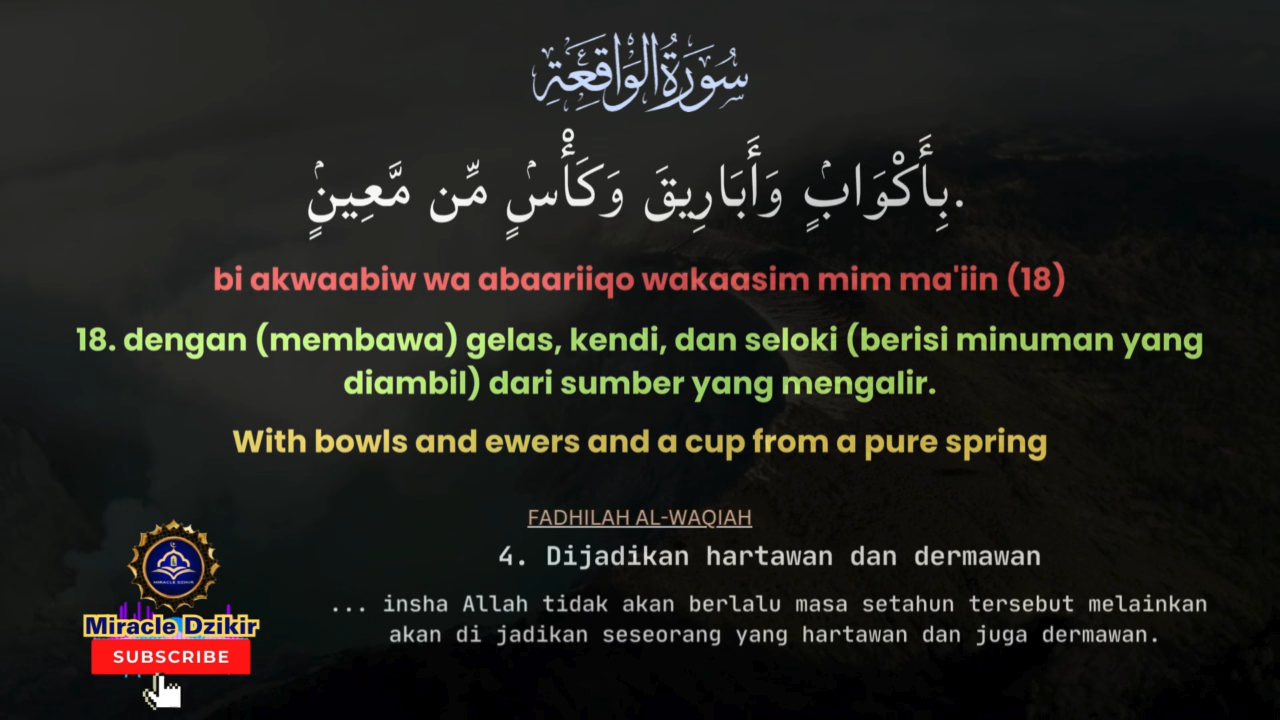 سُورَةُ الْوَاقِعَةِ
بِأَكْوَابٍۢ وَأَبَارِيقَ وَكَأْسٍۢ مِّن مَّعِينٍۢ.
bi akwaabiw wa abaariiqo wakaasim mim ma'iin (18)
18. dengan (membawa) gelas, kendi, dan seloki (berisi minuman yang
diambil) dari sumber yang mengalir.
With bowls and ewers and a cup from a pure spring
FADHILAH AL-WAQIAH
4. Dijadikan hartawan dan dermawan
... insha Allah tidak akan berlalu masa setahun tersebut melainkan
akan di jadikan seseorang yang hartawan dan juga dermawan.
MIRACLE DZIKIR
Miracle Dzikir
SUBSCRIBE